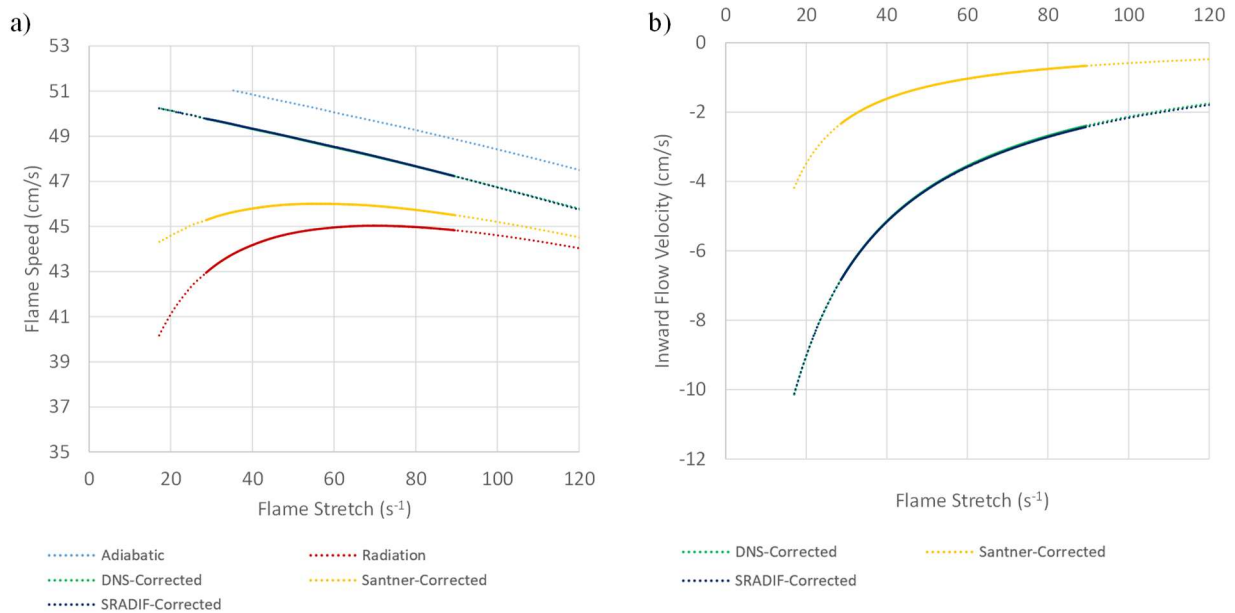 a)
53
51
49
47
45
43
41
39
37
35
Flame Speed (cm/s)
0 20 40 60 80 100 120
Flame Stretch (s-1)
Adiabatic Radiation
DNS-Corrected Santner-Corrected
SRADIF-Corrected
b)
0 20 40 60 80 100 120
0
-2
-4
-6
-8
-10
-12
Inward Flow Velocity (cm/s)
Flame Stretch (s-1)
DNS-Corrected Santner-Corrected
SRADIF-Corrected